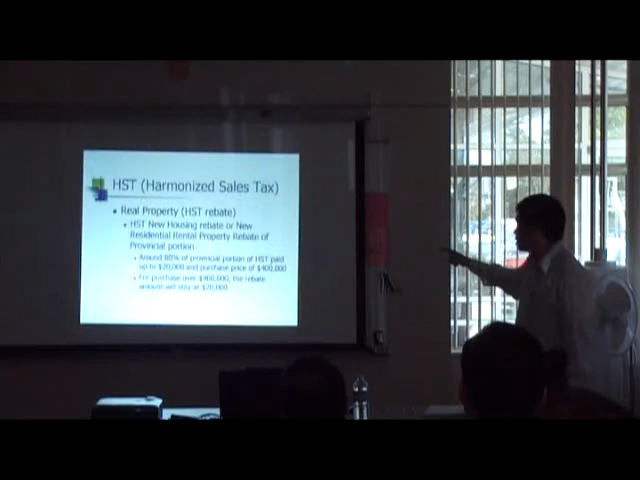 HST (Harmonized Sales Tax)
Real Property (HST rebate)
HST New Housing rebate or New
Residential Rental Property Rebate of
Provincial portion
Around 80% of provincial portion of HST paid
up to $20,000 and purchase price of $400,000
For purchase over $400,000, the rebate
amount will stay at $20,000